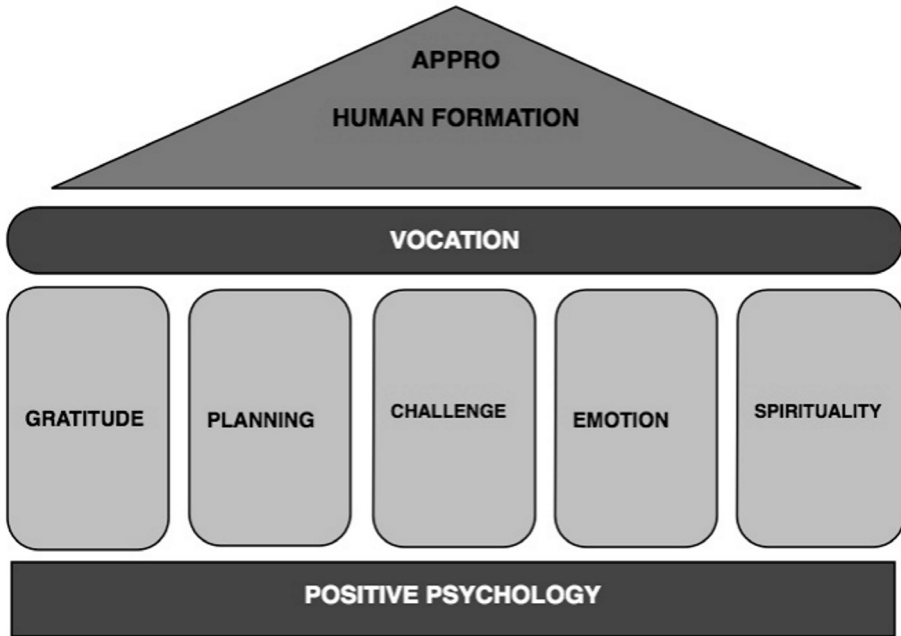 APPRO
HUMAN FORMATION
VOCATION
GRATITUDE
PLANNING
CHALLENGE
EMOTION
SPIRITUALITY
POSITIVE PSYCHOLOGY